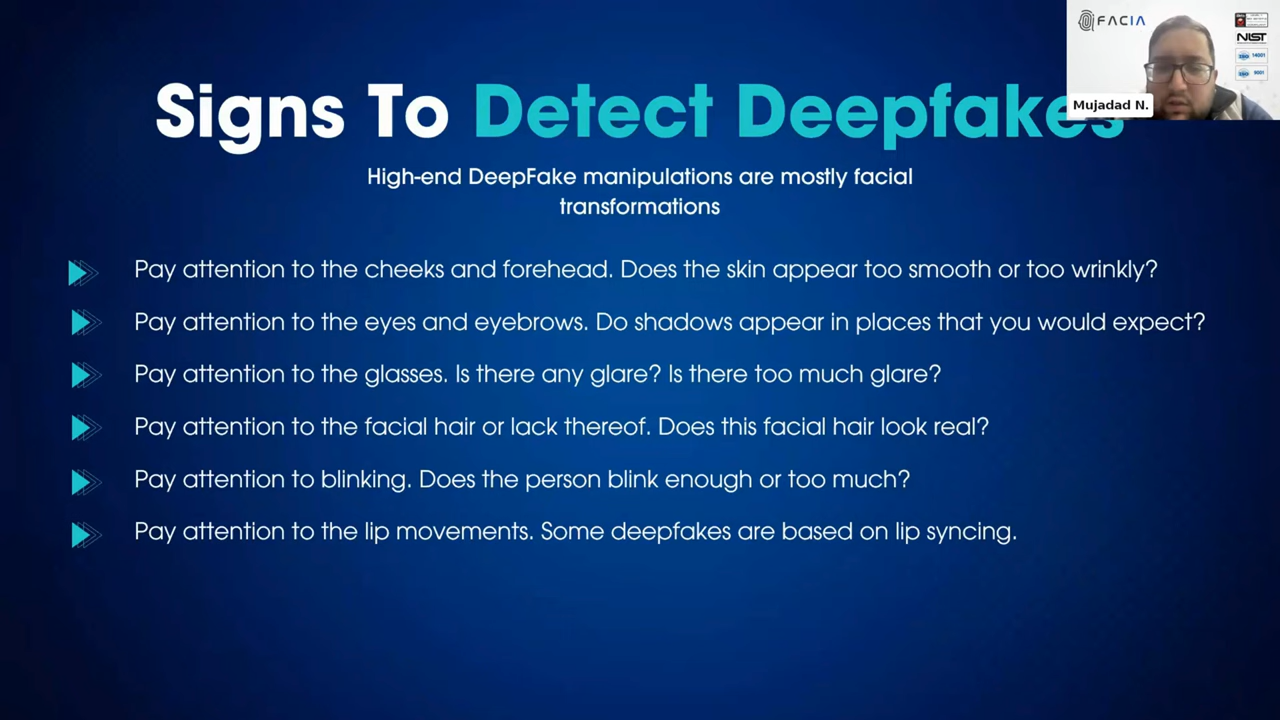 FACIA
NIST
ISO 14001
ISO 9001
Mujadad N.
Signs To Detect Deepfakes
High-end DeepFake manipulations are mostly facial
transformations
Pay attention to the cheeks and forehead. Does the skin appear too smooth or too wrinkly?
Pay attention to the eyes and eyebrows. Do shadows appear in places that you would expect?
Pay attention to the glasses. Is there any glare? Is there too much glare?
Pay attention to the facial hair or lack thereof. Does this facial hair look real?
Pay attention to blinking. Does the person blink enough or too much?
Pay attention to the lip movements. Some deepfakes are based on lip syncing.